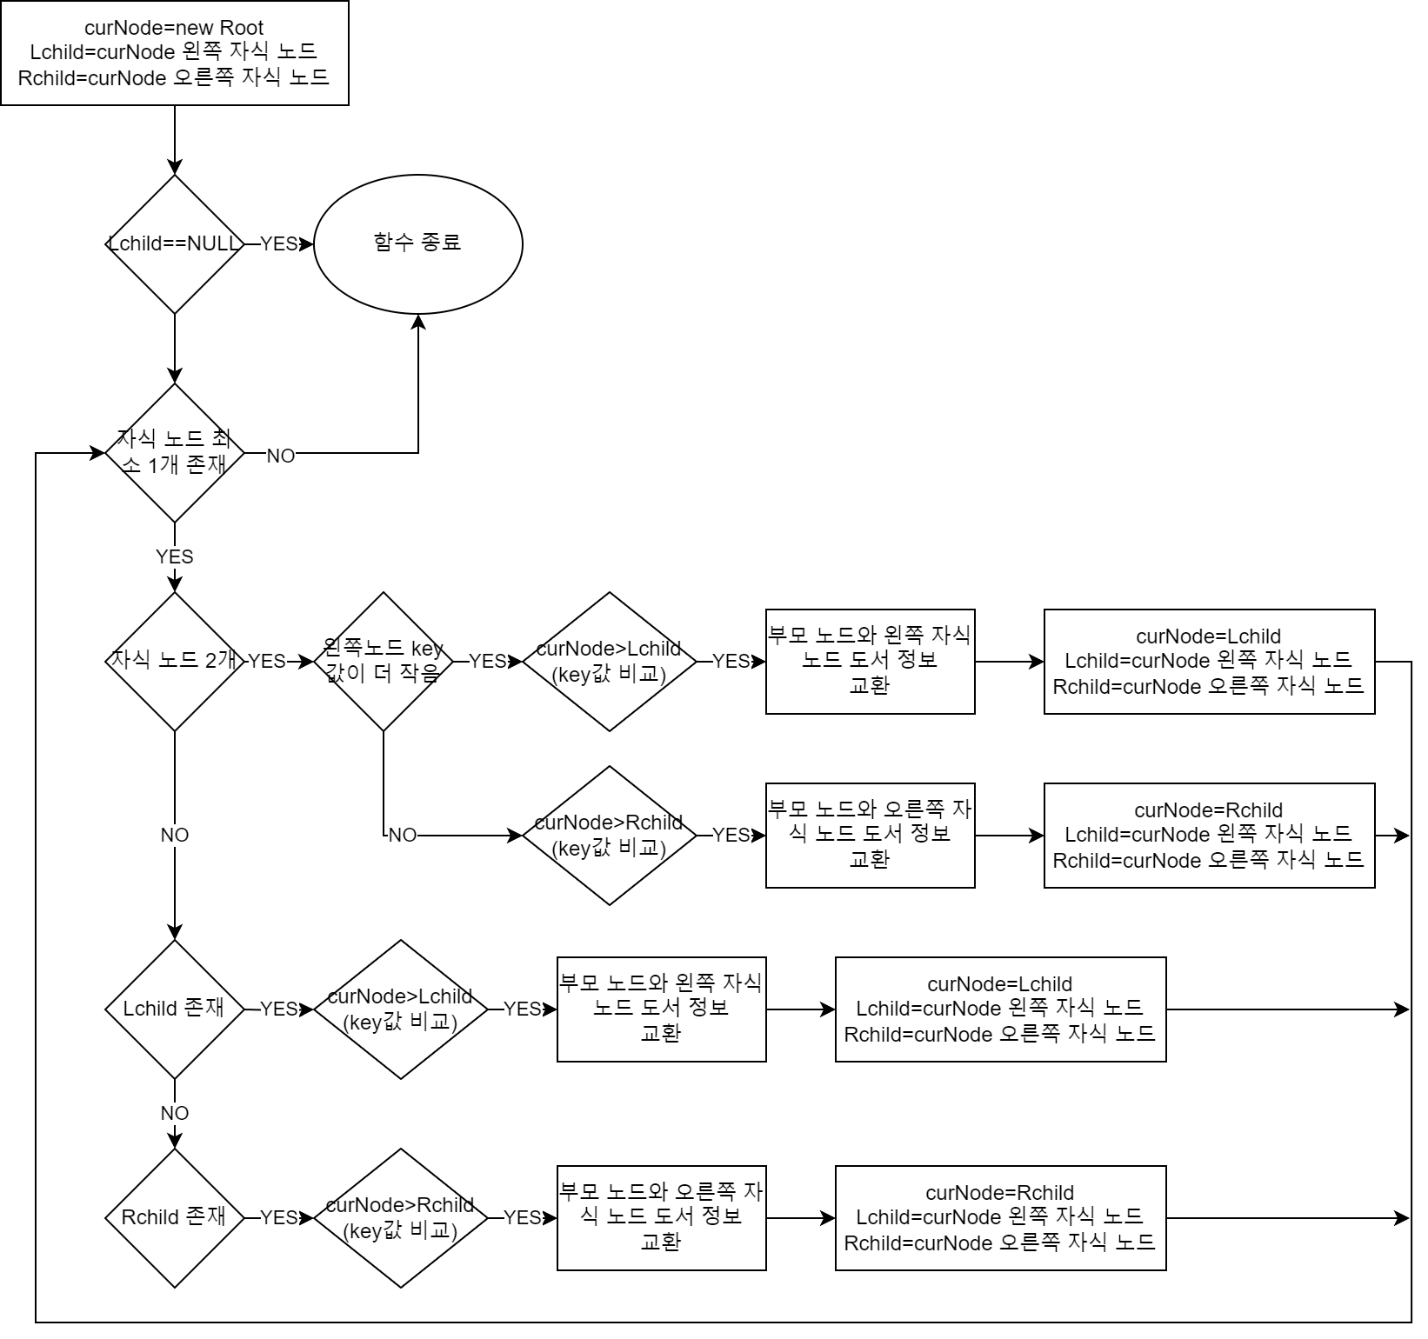 curNode=new Root
Lchild=curNode 왼쪽 자식 노드
Rchild=curNode 오른쪽 자식 노드
Lchild==NULL
YES
함수 종료
자식 노드 최
소 1개 존재
NO
YES
자식 노드 2개
YES
왼쪽노드 key
값이 더 작음
YES
curNode>Lchild
(key값 비교)
YES
부모 노드와 왼쪽 자식
노드 도서 정보
교환
curNode=Lchild
Lchild=curNode 왼쪽 자식 노드
Rchild=curNode 오른쪽 자식 노드
NO
NO
curNode>Rchild
(key값 비교)
YES
부모 노드와 오른쪽 자
식 노드 도서 정보
교환
curNode=Rchild
Lchild=curNode 왼쪽 자식 노드
Rchild=curNode 오른쪽 자식 노드
Lchild 존재
YES
curNode>Lchild
(key값 비교)
YES
부모 노드와 왼쪽 자식
노드 도서 정보
교환
curNode=Lchild
Lchild=curNode 왼쪽 자식 노드
Rchild=curNode 오른쪽 자식 노드
NO
Rchild 존재
YES
curNode>Rchild
(key값 비교)
YES
부모 노드와 오른쪽 자
식 노드 도서 정보
교환
curNode=Rchild
Lchild=curNode 왼쪽 자식 노드
Rchild=curNode 오른쪽 자식 노드